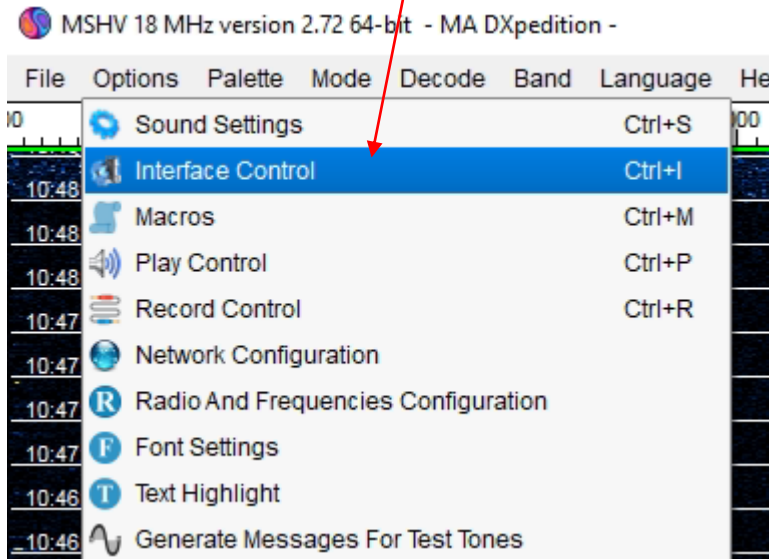 MSHV 18 MHz version 2.72 64-bit - MA DXpedition -
File Options Palette Mode Decode Band Language He
00 000
Sound Settings Ctrl+S
10:48 Interface Control Ctrl+I
10:48 Macros Ctrl+M
10:48 Play Control Ctrl+P
10:47 Record Control Ctrl+R
10:47 Network Configuration
10:47 R Radio And Frequencies Configuration
10:47 F Font Settings
10:46 T Text Highlight
10:46 Generate Messages For Test Tones